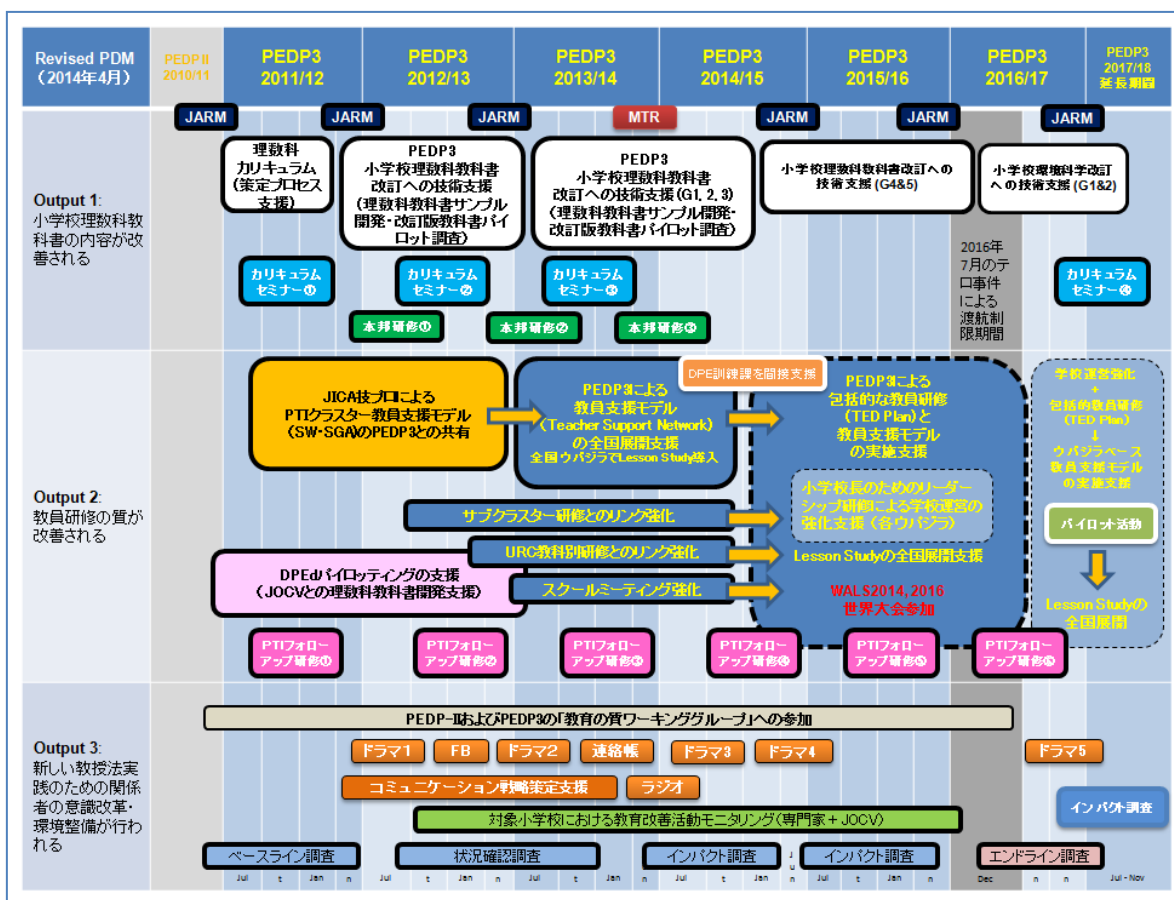 Revised PDM
(2014年4月)
PEDPⅡ
2010/11
PEDP3
2011/12
PEDP3
2012/13
PEDP3
2013/14
PEDP3
2014/15
PEDP3
2015/16
PEDP3
2016/17
PEDP3
2017/18
延長期間
JARM
JARM
JARM
MTR
JARM
JARM
JARM
Output 1:
小学校理数科教
科書の内容が改
善される
理数科
カリキュラム
(策定プロセス
支援)
PEDP3
小学校理数科教科書
改訂への技術支援
(理数科教科書サンプル
開発・改訂版教科書パイ
ロット調査)
PEDP3
小学校理数科教科書
改訂への技術支援(G1, 2, 3)
(理数科教科書サンプル開発・
改訂版教科書パイロット調査)
小学校理数科教科書改訂への
技術支援(G4&5)
小学校環境科学改訂
への技術支援(G1&2)
カリキュラム
セミナー①
カリキュラム
セミナー②
カリキュラム
セミナー③
2016年
7月のテ
ロ事件
による
渡航制
限期間
カリキュラム
セミナー④
本邦研修①
本邦研修②
本邦研修③
Output 2:
教員研修の質が
改善される
JICA技プロによる
PTIクラスター教員支援モデル
(SW・SGA)のPEDP3との共有
PEDP3による
教員支援モデル
(Teacher Support Network)
の全国展開支援
全国ウパジラでLesson Study導入
DPE訓練課を間接支援
PEDP3による
包括的な教員研修
(TED Plan)と
教員支援モデル
の実施支援
学校運営強化
+
包括的教員研修
(TED Plan)
↓
ウパジラベース
教員支援モデル
の実施支援
サブクラスター研修とのリンク強化
小学校長のためのリーダー
シップ研修による学校運営の
強化支援(各ウパジラ)
パイロット活動
URC教科別研修とのリンク強化
Lesson Studyの全国展開支援
DPEdパイロッティングの支援
(JOCVとの理数科教科書開発支援)
スクールミーティング強化
WALS2014, 2016
世界大会参加
Lesson Studyの
全国展開
PTIフォロー
アップ研修①
PTIフォロー
アップ研修②
PTIフォロー
アップ研修③
PTIフォロー
アップ研修④
PTIフォロー
アップ研修⑤
PTIフォロー
アップ研修⑥
Output 3:
新しい教授法実
践のための関係
者の意識改革・
環境整備が行わ
れる
PEDP-ⅡおよびPEDP3の「教育の質ワーキンググループ」への参加
ドラマ1
FB
ドラマ2
連絡帳
ドラマ3
ドラマ4
ドラマ5
コミュニケーション戦略策定支援
ラジオ
インパクト調査
対象小学校における教育改善活動モニタリング(専門家+JOCV)
ベースライン調査
状況確認調査
インパクト調査
J
u
n
インパクト調査
エンドライン調査
Jul t Jan n Jul t Jan n Jul t Jan n Jul t Jan Jul t Jan n Dec n n Jul - Nov